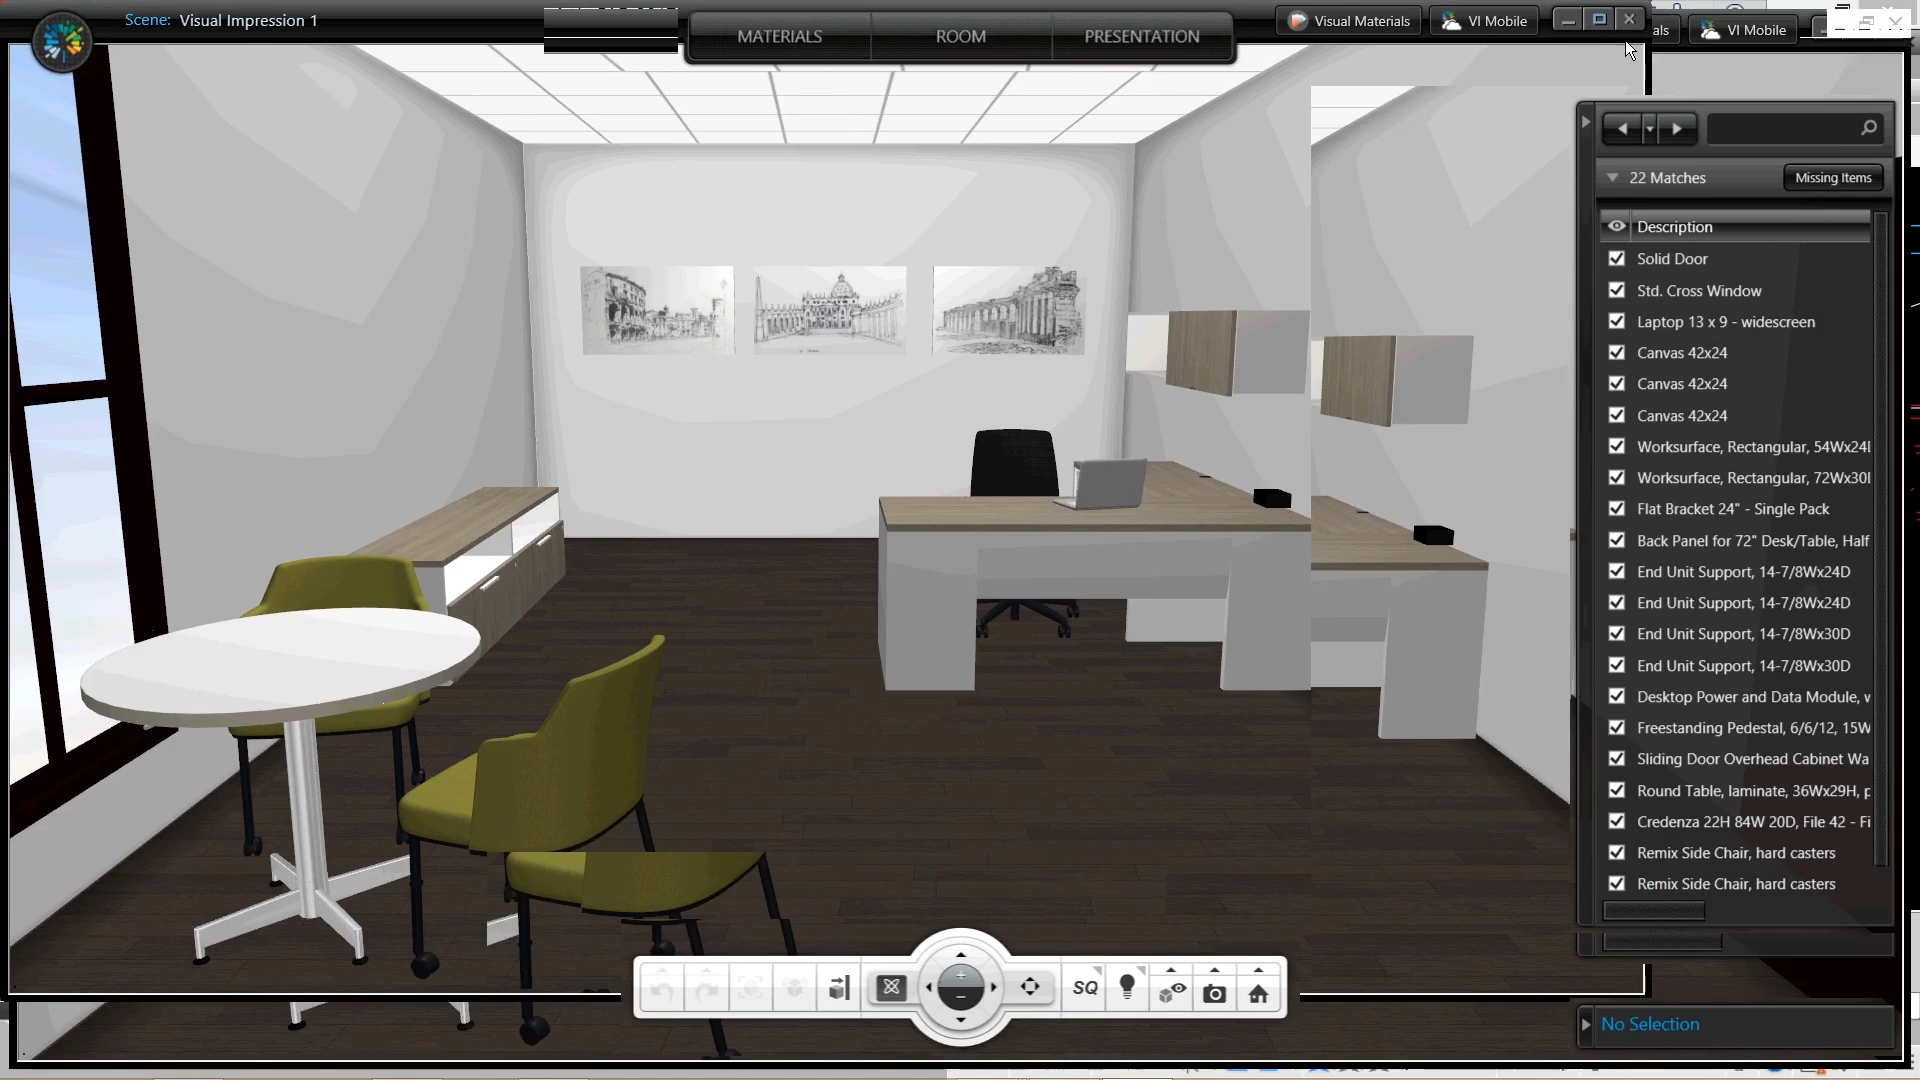 Scene: Visual Impression 1
MATERIALS
ROOM
PRESENTATION
Visual Materials
VI Mobile
als
VI Mobile
22 Matches
Missing Items
Description
Solid Door
Std. Cross Window
Laptop 13 x 9 - widescreen
Canvas 42x24
Canvas 42x24
Canvas 42x24
Worksurface, Rectangular, 54Wx24
Worksurface, Rectangular, 72Wx30
Flat Bracket 24" - Single Pack
Back Panel for 72" Desk/Table, Half
End Unit Support, 14-7/8Wx24D
End Unit Support, 14-7/8Wx24D
End Unit Support, 14-7/8Wx30D
End Unit Support, 14-7/8Wx30D
Desktop Power and Data Module, w
Freestanding Pedestal, 6/6/12, 15W
Sliding Door Overhead Cabinet Wa
Round Table, laminate, 36Wx29H, p
Credenza 22H 84W 20D, File 42 - Fi
Remix Side Chair, hard casters
Remix Side Chair, hard casters
SQ
No Selection